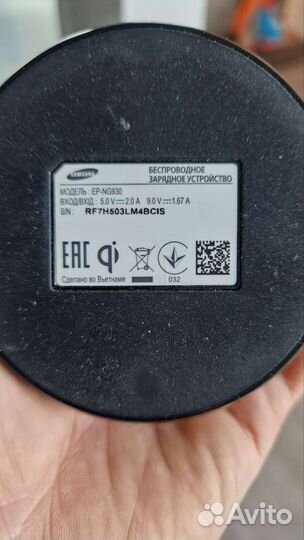 SAMSUNG
БЕСПРОВОДНОЕ
ЗАРЯДНОЕ УСТРОЙСТВО
МОДЕЛЬ : EP-NG930
ВХОД/ВХІД : 5.0 V⎓2.0 A 9.0 V⎓1.67 A
S/N : RF7H503LM4BCIS
EAC qi
032
Сделано во Вьетнаме
Avito